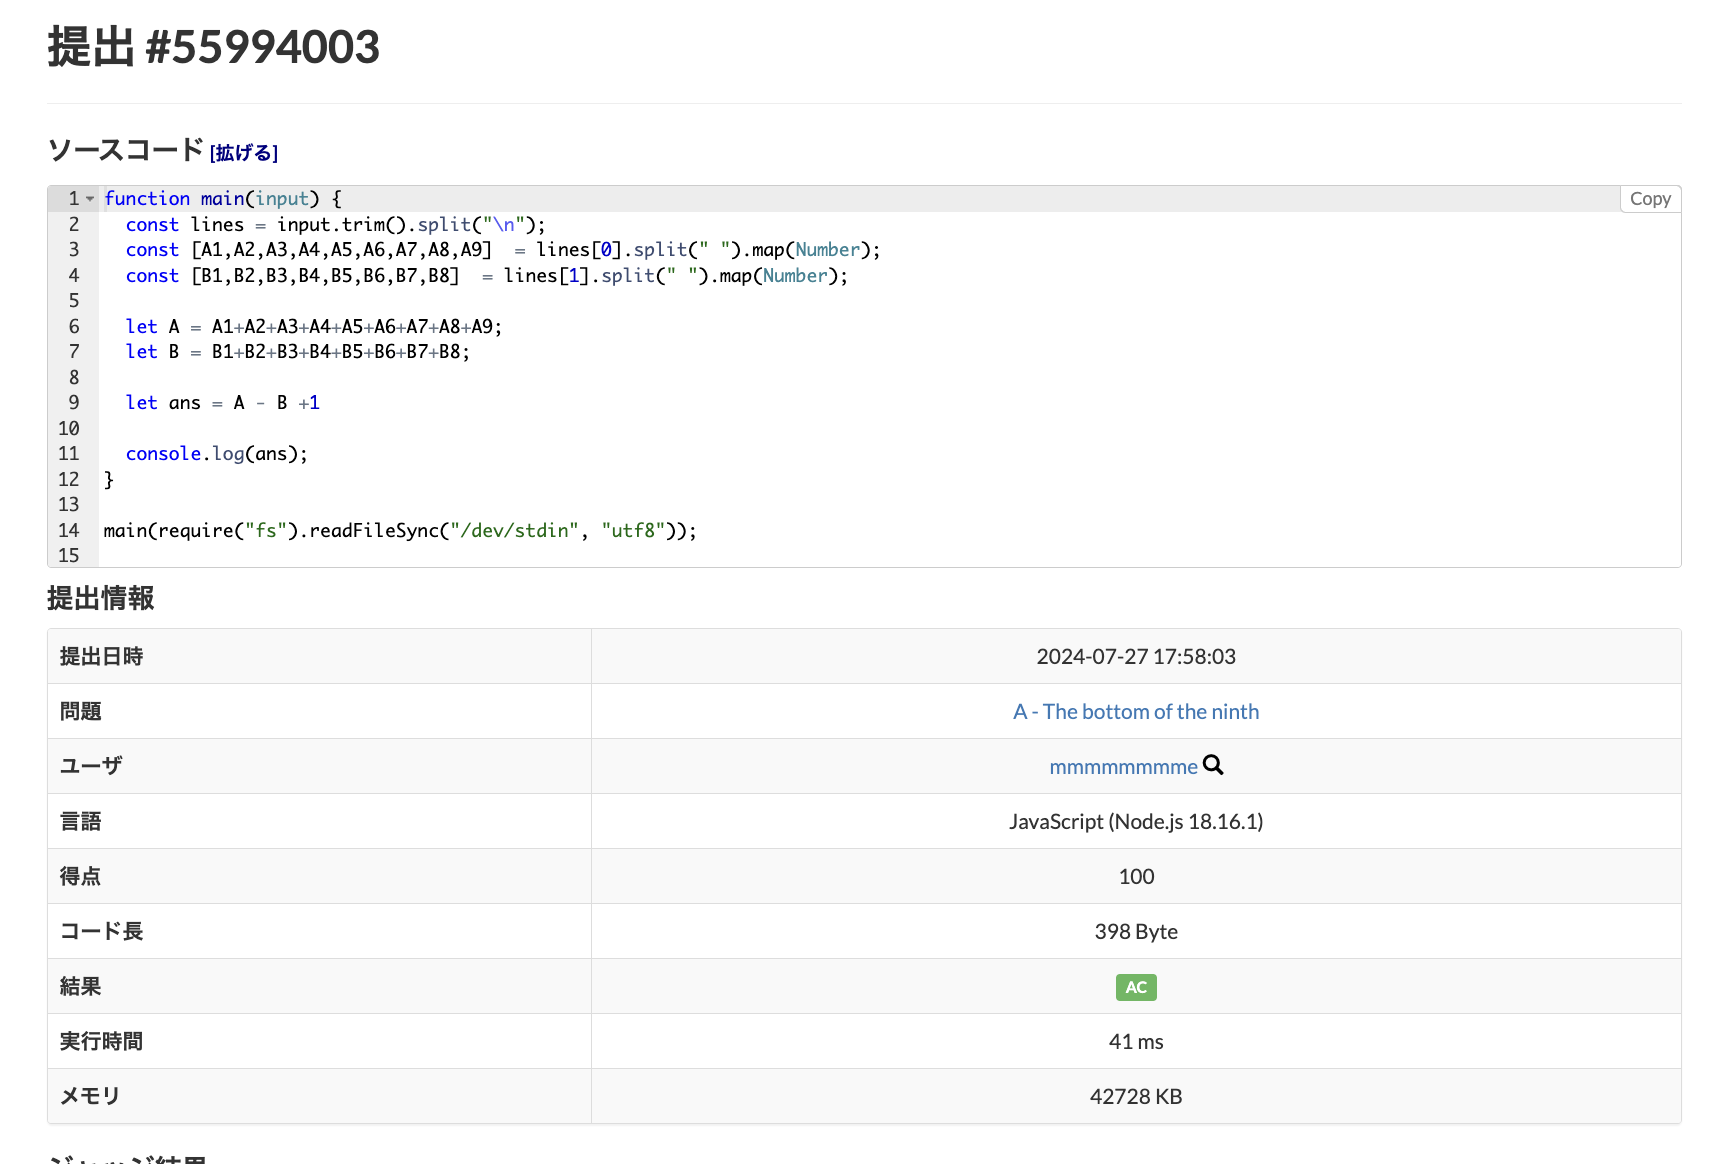 提出 #55994003
ソースコード [拡げる]
Copy
1 function main(input) {
2   const lines = input.trim().split("\n");
3   const [A1,A2,A3,A4,A5,A6,A7,A8,A9]  = lines[0].split(" ").map(Number);
4   const [B1,B2,B3,B4,B5,B6,B7,B8]  = lines[1].split(" ").map(Number);
5
6   let A = A1+A2+A3+A4+A5+A6+A7+A8+A9;
7   let B = B1+B2+B3+B4+B5+B6+B7+B8;
8
9   let ans = A - B +1
10
11   console.log(ans);
12 }
13
14 main(require("fs").readFileSync("/dev/stdin", "utf8"));
15
提出情報
提出日時 2024-07-27 17:58:03
問題 A - The bottom of the ninth
ユーザ mmmmmmmme
言語 JavaScript (Node.js 18.16.1)
得点 100
コード長 398 Byte
結果 AC
実行時間 41 ms
メモリ 42728 KB
ジャッジ結果